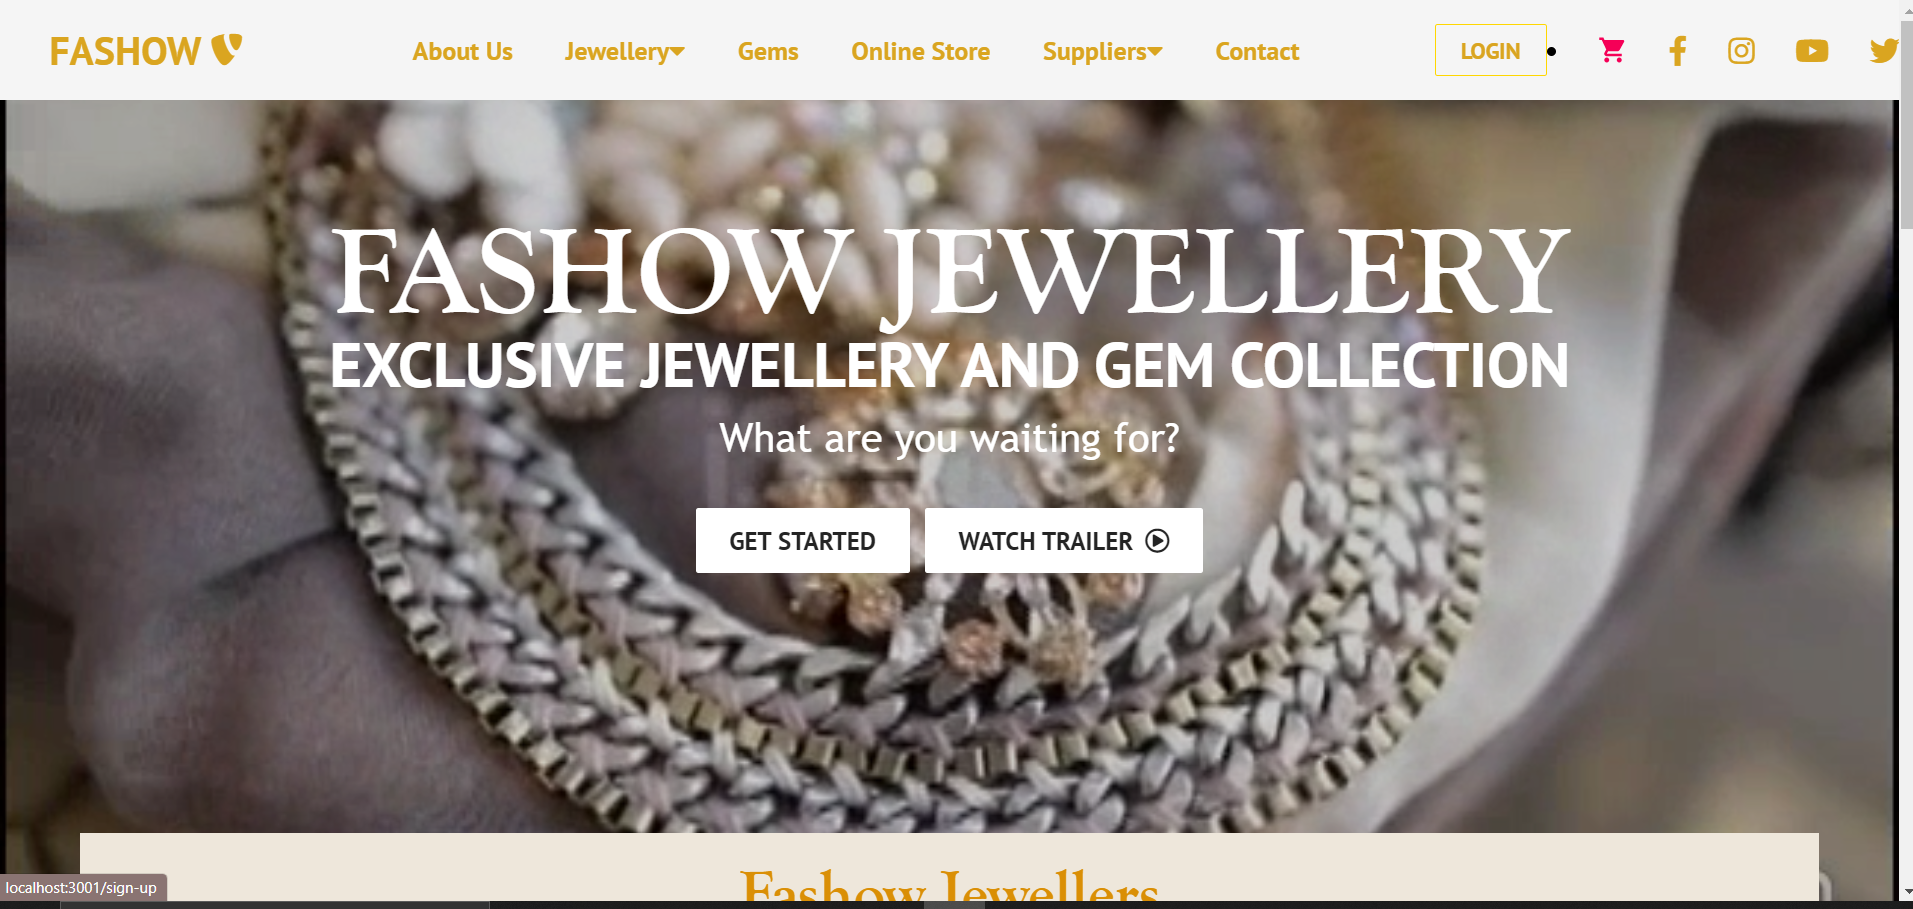 FASHOW
About Us
Jewellery
Gems
Online Store
Suppliers
Contact
LOGIN
FASHOW JEWELLERY
EXCLUSIVE JEWELLERY AND GEM COLLECTION
What are you waiting for?
GET STARTED
WATCH TRAILER
Fashow Jewellers
localhost:3001/sign-up